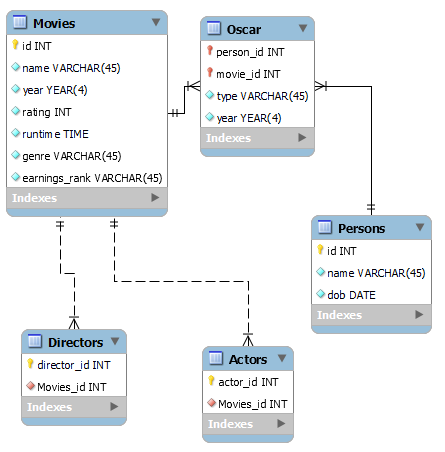 Movies
id INT
name VARCHAR(45)
year YEAR(4)
rating INT
runtime TIME
genre VARCHAR(45)
earnings_rank VARCHAR(45)
Indexes
Oscar
person_id INT
movie_id INT
type VARCHAR(45)
year YEAR(4)
Indexes
Persons
id INT
name VARCHAR(45)
dob DATE
Indexes
Directors
director_id INT
Movies_id INT
Indexes
Actors
actor_id INT
Movies_id INT
Indexes